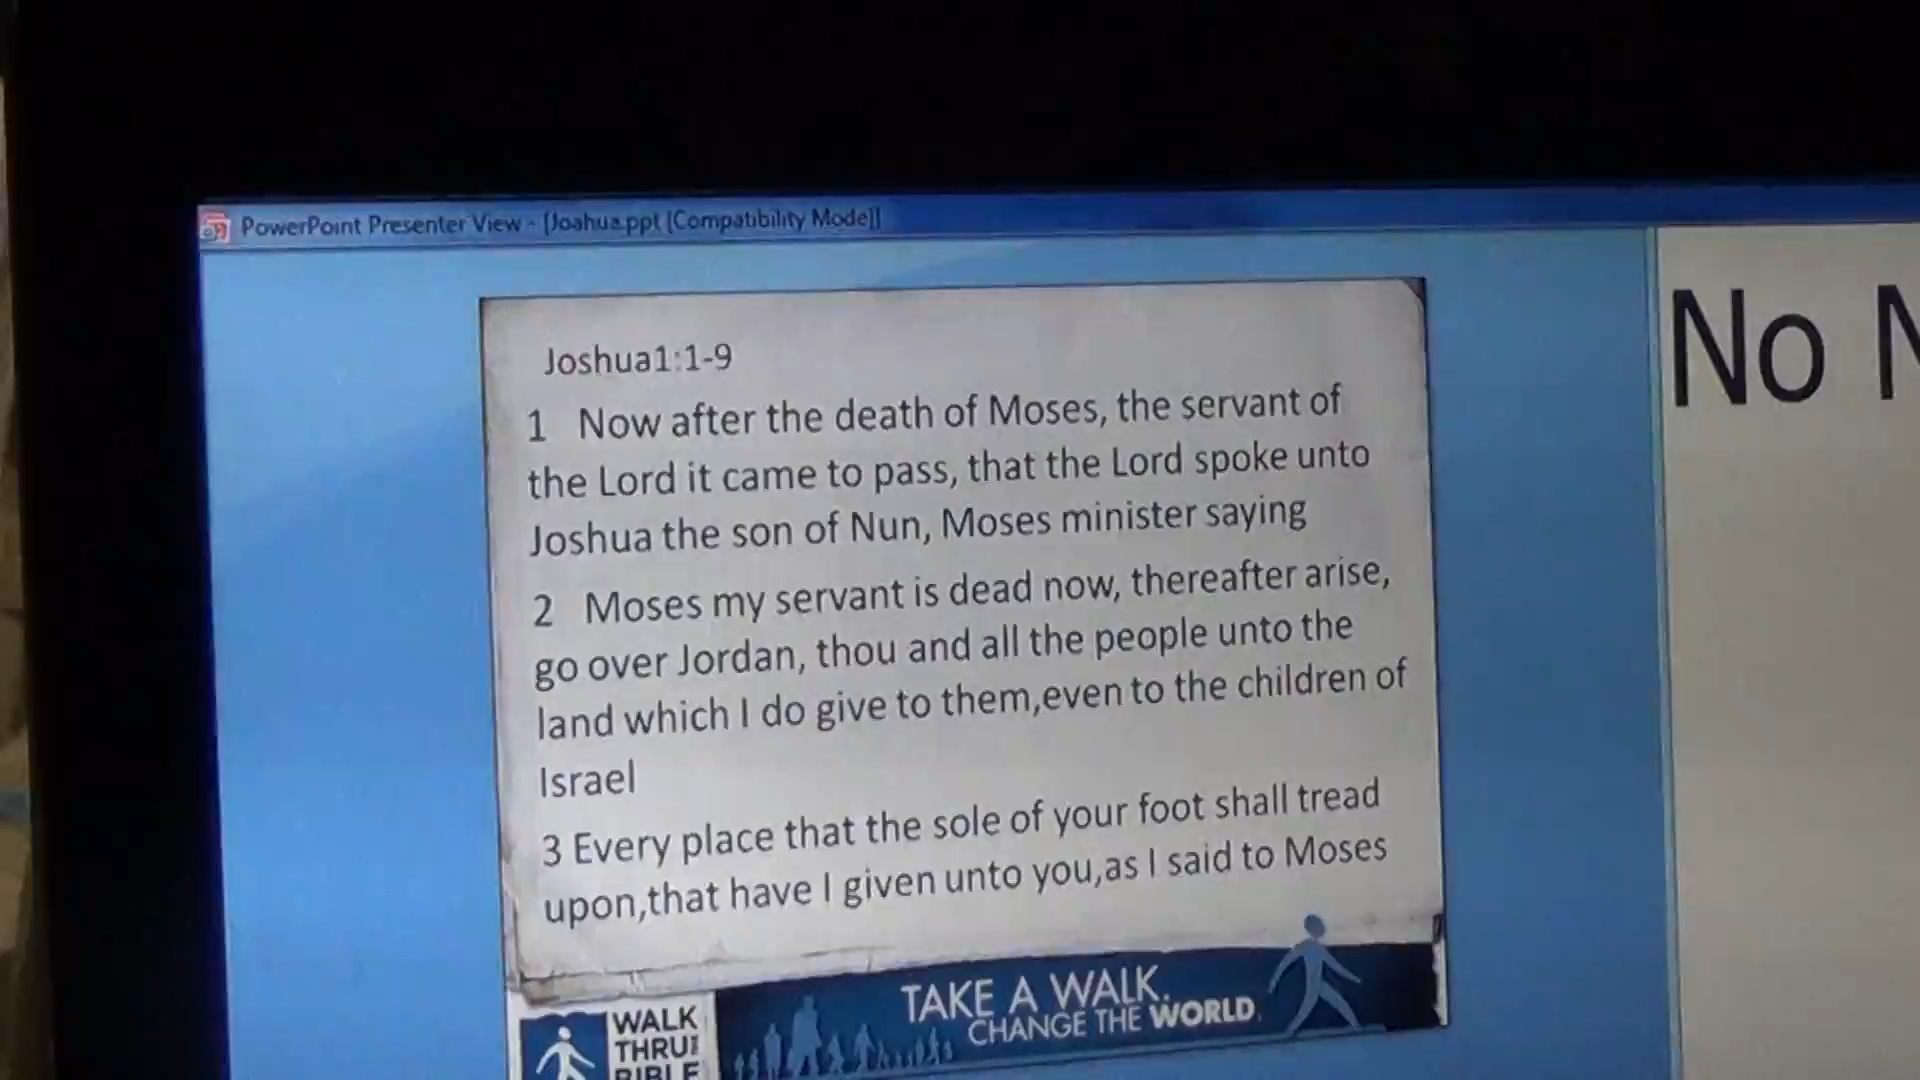 PowerPoint Presenter View - [Joahua.ppt [Compatibility Mode]]
No N
Joshua1:1-9
1 Now after the death of Moses, the servant of
the Lord it came to pass, that the Lord spoke unto
Joshua the son of Nun, Moses minister saying
2 Moses my servant is dead now, thereafter arise,
go over Jordan, thou and all the people unto the
land which I do give to them,even to the children of
Israel
3 Every place that the sole of your foot shall tread
upon,that have I given unto you,as I said to Moses
TAKE A WALK.
CHANGE THE WORLD.
WALK
THRU
BIBLE